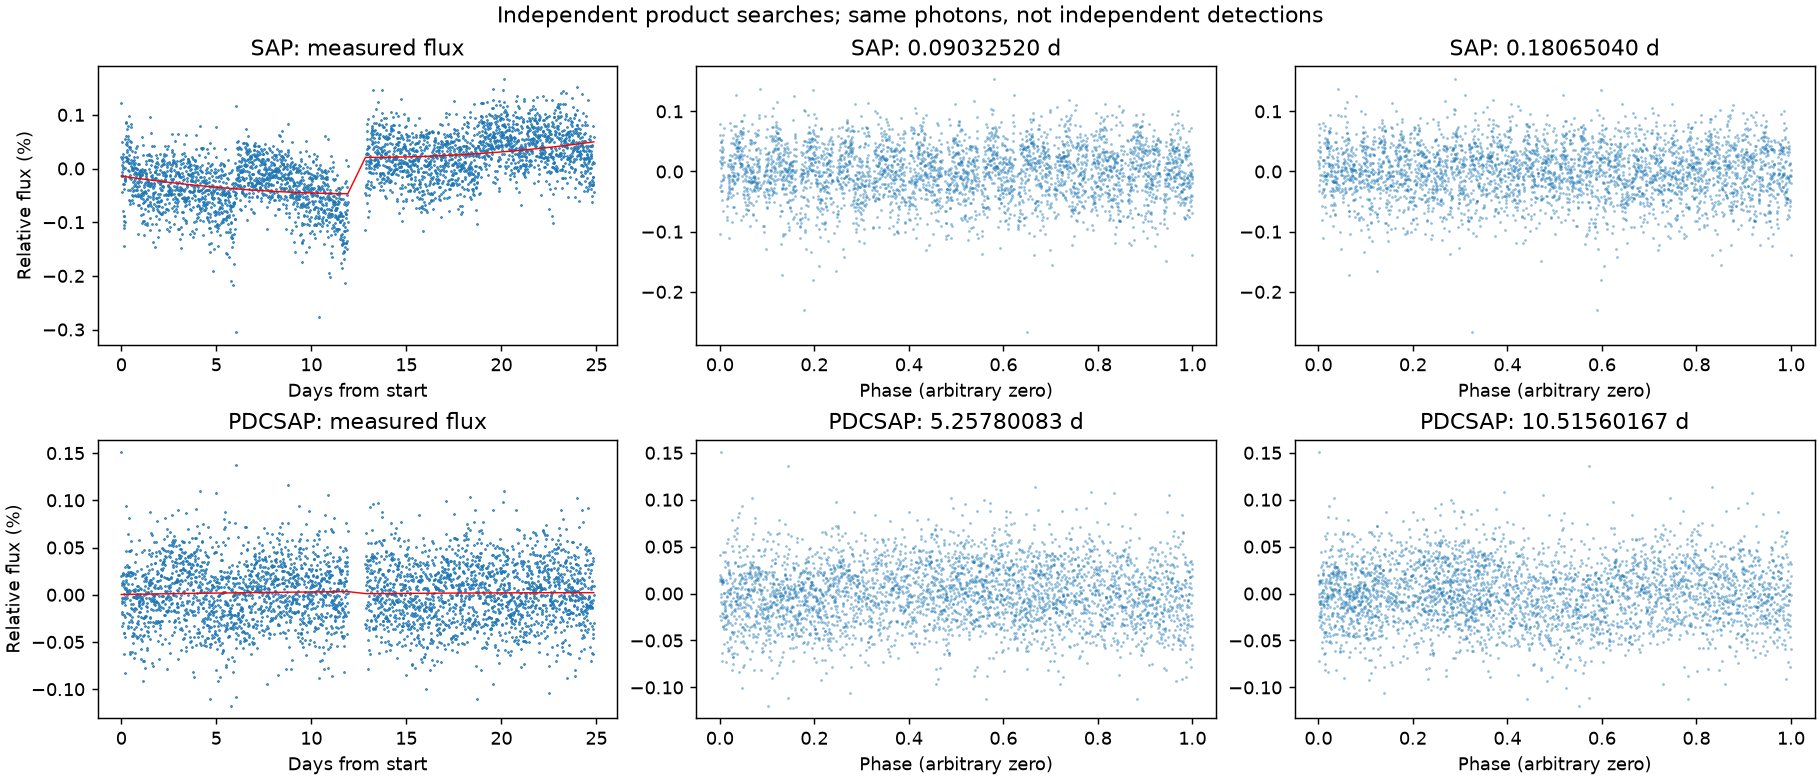 Independent product searches; same photons, not independent detections
SAP: measured flux
SAP: 0.09032520 d
SAP: 0.18065040 d
Relative flux (%)
0.1
0.0
−0.1
−0.2
−0.3
0 5 10 15 20 25
Days from start
0.1
0.0
−0.1
−0.2
0.0 0.2 0.4 0.6 0.8 1.0
Phase (arbitrary zero)
0.1
0.0
−0.1
−0.2
0.0 0.2 0.4 0.6 0.8 1.0
Phase (arbitrary zero)
PDCSAP: measured flux
PDCSAP: 5.25780083 d
PDCSAP: 10.51560167 d
Relative flux (%)
0.15
0.10
0.05
0.00
−0.05
−0.10
0 5 10 15 20 25
Days from start
0.15
0.10
0.05
0.00
−0.05
−0.10
0.0 0.2 0.4 0.6 0.8 1.0
Phase (arbitrary zero)
0.15
0.10
0.05
0.00
−0.05
−0.10
0.0 0.2 0.4 0.6 0.8 1.0
Phase (arbitrary zero)